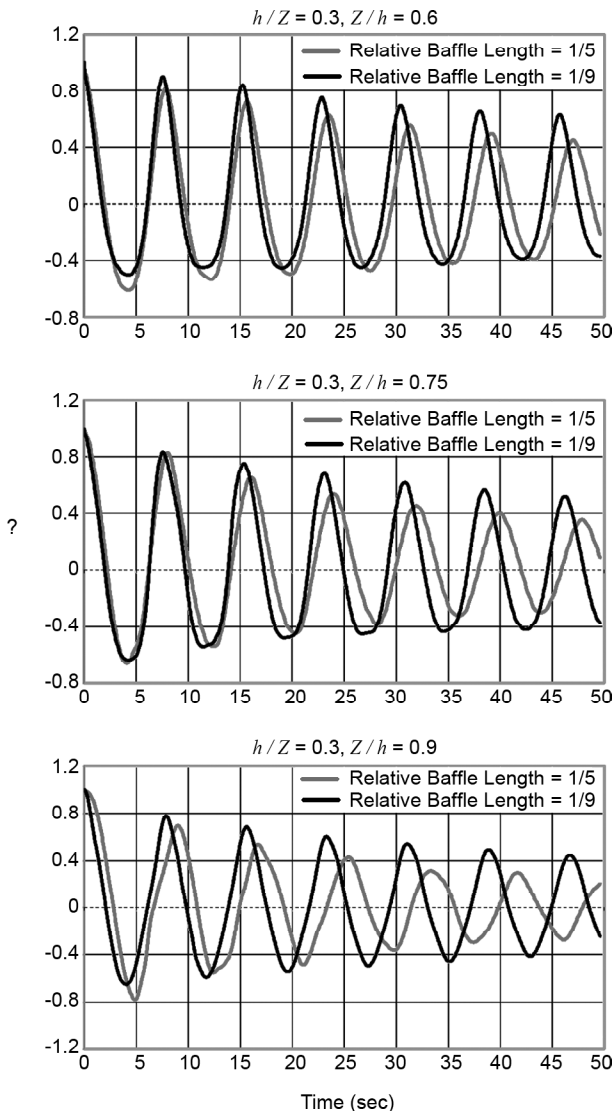 h / Z = 0.3, Z / h = 0.6
1.2
0.8
0.4
0
-0.4
-0.8
Relative Baffle Length = 1/5
Relative Baffle Length = 1/9
0 5 10 15 20 25 30 35 40 45 50
h / Z = 0.3, Z / h = 0.75
1.2
0.8
0.4
0
-0.4
-0.8
Relative Baffle Length = 1/5
Relative Baffle Length = 1/9
0 5 10 15 20 25 30 35 40 45 50
?
h / Z = 0.3, Z / h = 0.9
1.2
0.8
0.4
0
-0.4
-0.8
-1.2
Relative Baffle Length = 1/5
Relative Baffle Length = 1/9
0 5 10 15 20 25 30 35 40 45 50
Time (sec)